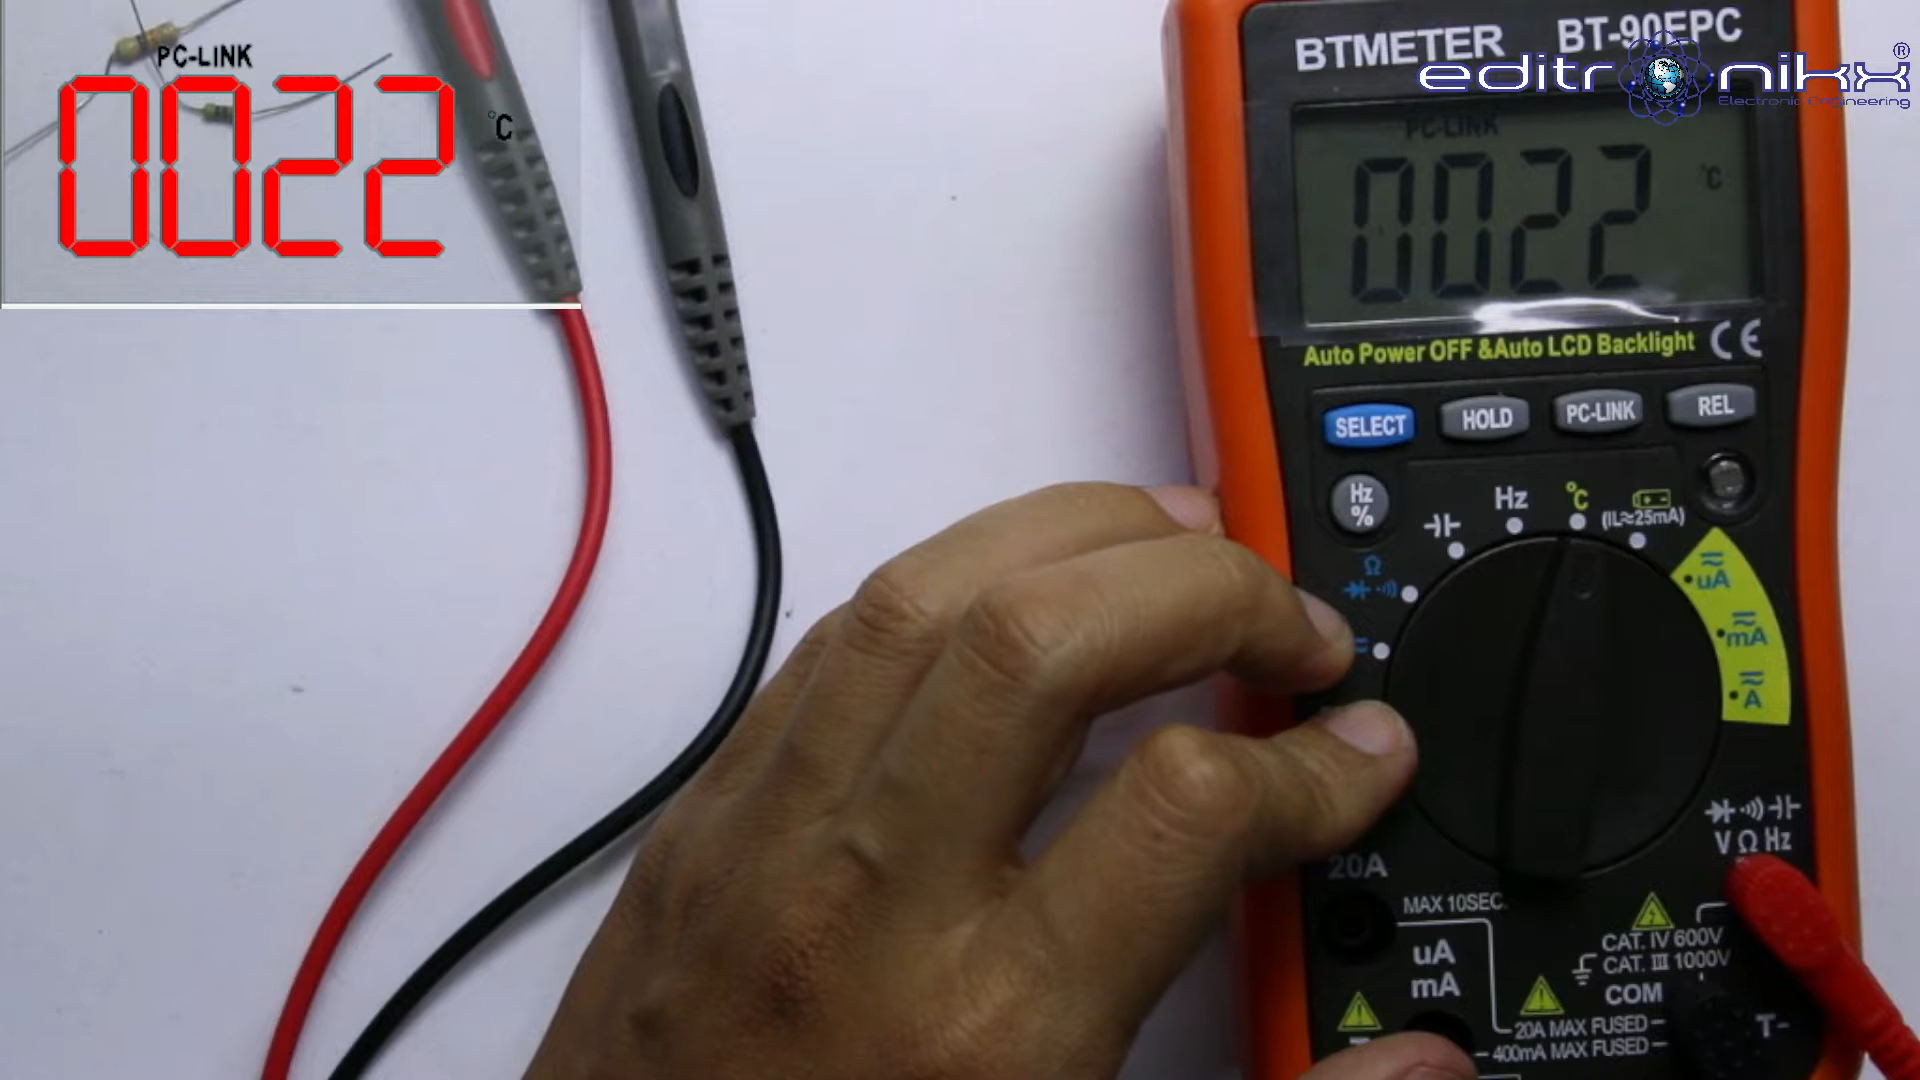 PC-LINK
0022 °C
BTMETER BT-90EPC
editronikx®
Electronic Engineering
PC-LINK
0022 °C
Auto Power OFF &Auto LCD Backlight CE
SELECT HOLD PC-LINK REL
Hz
%
Hz °C
(IL≈25mA)
Ω
uA
mA
A
V Ω Hz
20A
MAX 10SEC.
uA
mA
CAT. IV 600V
CAT. III 1000V
COM
T-
20A MAX FUSED
400mA MAX FUSED